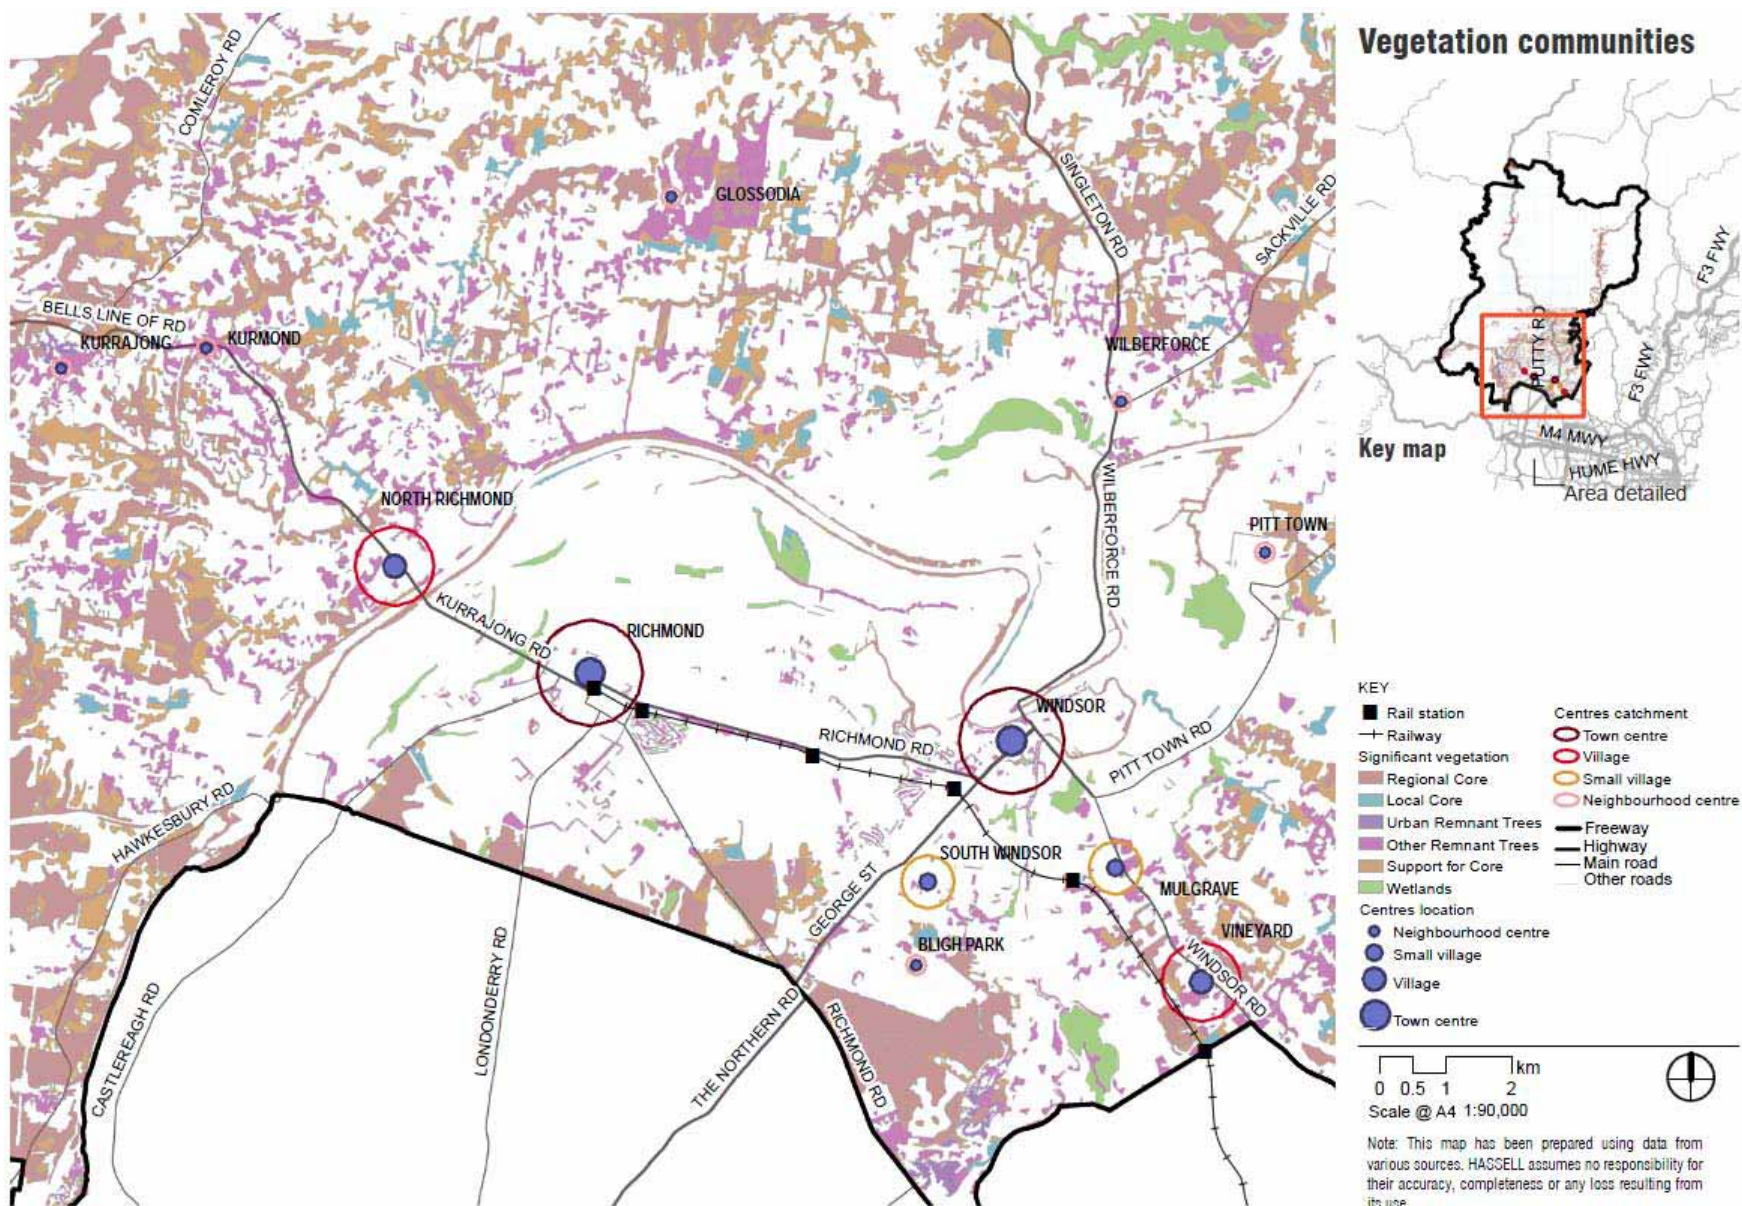 Vegetation communities
COMLEROY RD
SINGLETON RD
SACKVILLE RD
GLOSSODIA
BELLS LINE OF RD
KURRAJONG
KURMOND
WILBERFORCE
NORTH RICHMOND
WILBERFORCE RD
PITT TOWN
KURRAJONG RD
RICHMOND
WINDSOR
RICHMOND RD
PITT TOWN RD
HAWKESBURY RD
SOUTH WINDSOR
GEORGE ST
MULGRAVE
VINEYARD
BLIGH PARK
WINDSOR RD
LONDONDERRY RD
CASTLEREAGH RD
THE NORTHERN RD
RICHMOND RD
F3 FWY
PUTTY RD
F3 FWY
M4 MWY
HUME HWY
Key map
Area detailed
KEY
Rail station
Railway
Significant vegetation
Regional Core
Local Core
Urban Remnant Trees
Other Remnant Trees
Support for Core
Wetlands
Centres location
Neighbourhood centre
Small village
Village
Town centre
Centres catchment
Town centre
Village
Small village
Neighbourhood centre
Freeway
Highway
Main road
Other roads
km
0 0.5 1 2
Scale @ A4 1:90,000
Note: This map has been prepared using data from
various sources. HASSELL assumes no responsibility for
their accuracy, completeness or any loss resulting from
its use